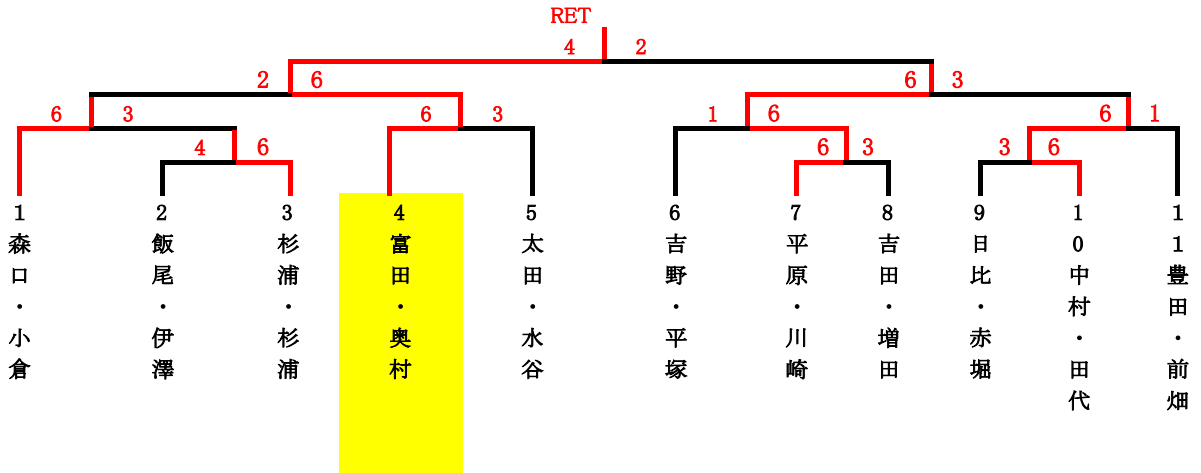 RET
4 2
2 6
6 3
6 3
6 3
1 6
6 1
4 6
6 3
3 6
1森口・小倉
2飯尾・伊澤
3杉浦・杉浦
4富田・奥村
5太田・水谷
6吉野・平塚
7平原・川崎
8吉田・増田
9日比・赤堀
10中村・田代
11豊田・前畑